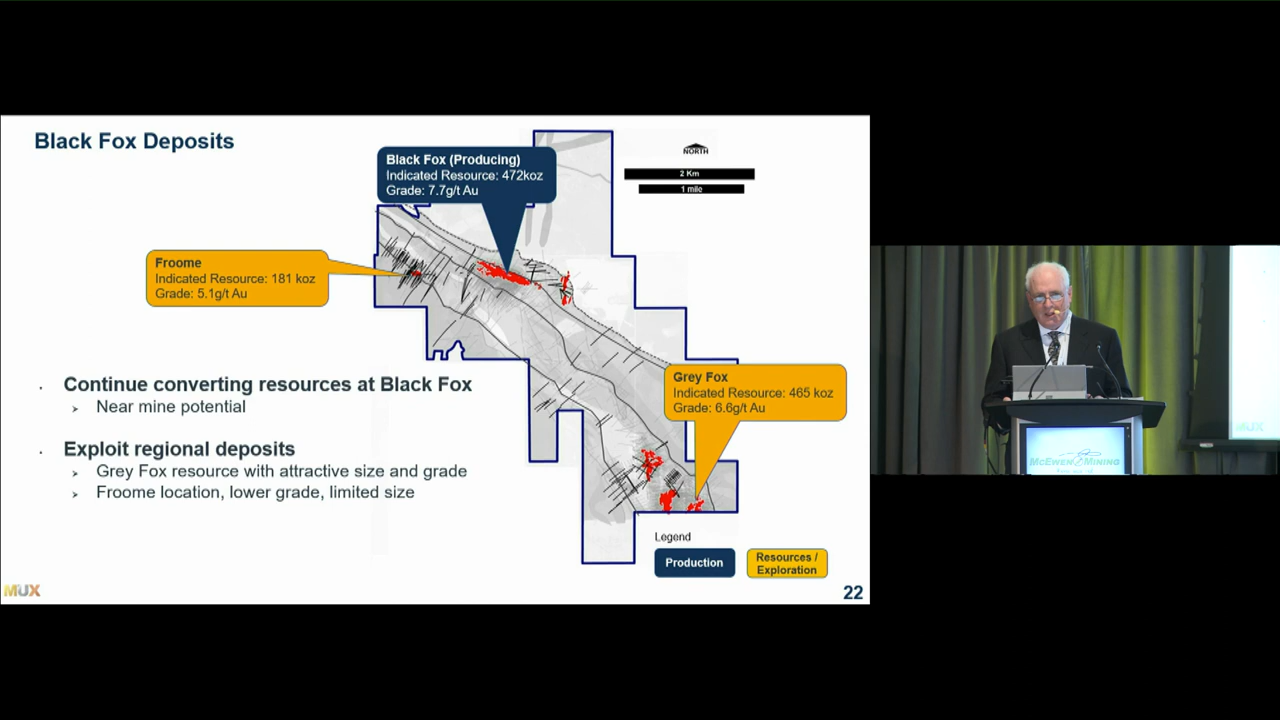 Black Fox Deposits
Black Fox (Producing)
Indicated Resource: 472koz
Grade: 7.7g/t Au
NORTH
2 Km
1 mile
Froome
Indicated Resource: 181 koz
Grade: 5.1g/t Au
Grey Fox
Indicated Resource: 465 koz
Grade: 6.6g/t Au
Continue converting resources at Black Fox
Near mine potential
Exploit regional deposits
Grey Fox resource with attractive size and grade
Froome location, lower grade, limited size
Legend
Production
Resources /
Exploration
MUX
22
MUX
MCEWEN MINING